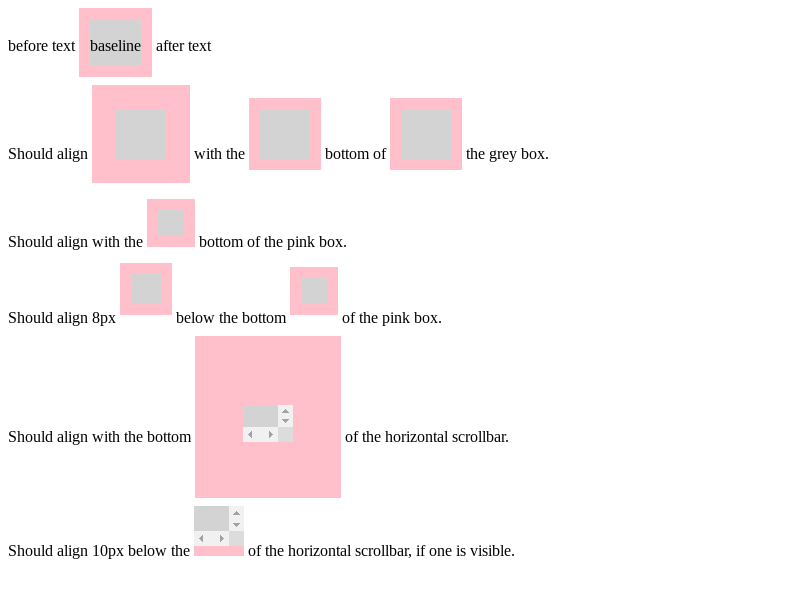 before text baseline after text
Should align with the bottom of the grey box.
Should align with the bottom of the pink box.
Should align 8px below the bottom of the pink box.
Should align with the bottom of the horizontal scrollbar.
Should align 10px below the of the horizontal scrollbar, if one is visible.